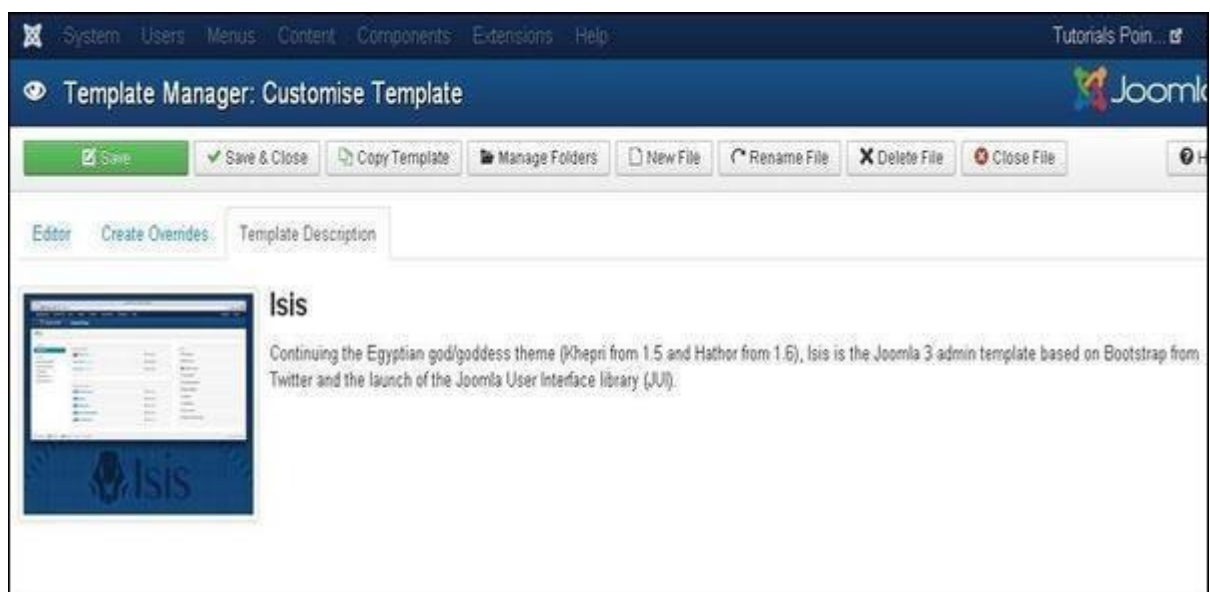 System Users Menus Content Components Extensions Help Tutorials Poin...
Template Manager: Customise Template
Save Save & Close Copy Template Manage Folders New File Rename File Delete File Close File
Editor Create Overrides Template Description
Isis
Continuing the Egyptian god/goddess theme (Khepri from 1.5 and Hathor from 1.6), Isis is the Joomla 3 admin template based on Bootstrap from
Twitter and the launch of the Joomla User Interface library (JUI).
Isis